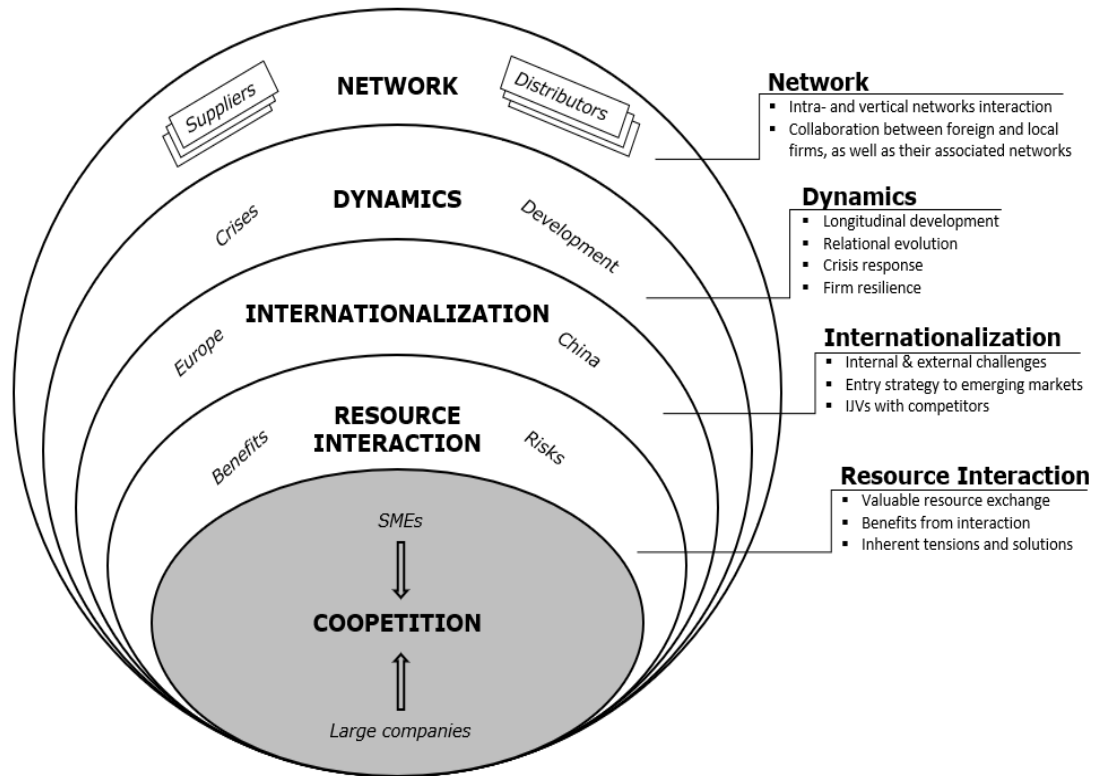 NETWORK
Suppliers
Distributors
DYNAMICS
Crises
Development
INTERNATIONALIZATION
Europe
China
RESOURCE
INTERACTION
Benefits
Risks
SMEs
COOPETITION
Large companies
Network
▪ Intra- and vertical networks interaction
▪ Collaboration between foreign and local
firms, as well as their associated networks
Dynamics
▪ Longitudinal development
▪ Relational evolution
▪ Crisis response
▪ Firm resilience
Internationalization
▪ Internal & external challenges
▪ Entry strategy to emerging markets
▪ IJVs with competitors
Resource Interaction
▪ Valuable resource exchange
▪ Benefits from interaction
▪ Inherent tensions and solutions